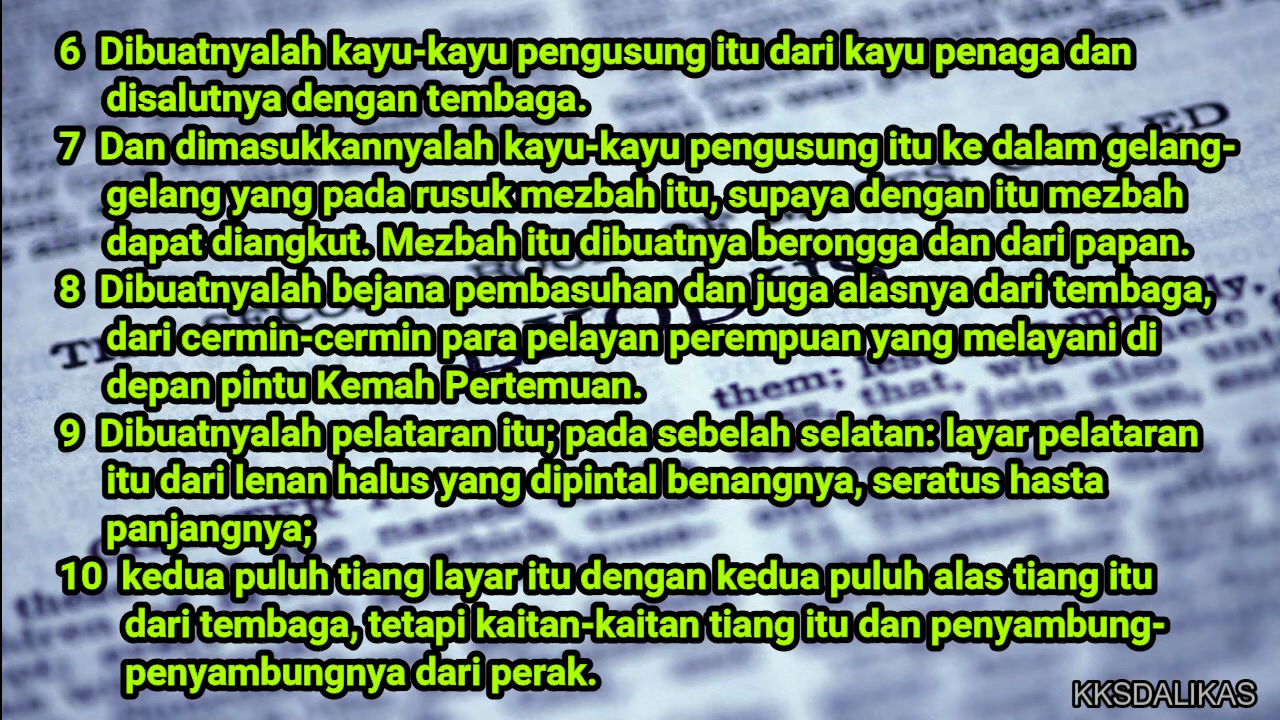 6 Dibuatnyalah kayu-kayu pengusung itu dari kayu penaga dan
disalutnya dengan tembaga.
7 Dan dimasukkannyalah kayu-kayu pengusung itu ke dalam gelang-
gelang yang pada rusuk mezbah itu, supaya dengan itu mezbah
dapat diangkut. Mezbah itu dibuatnya berongga dan dari papan.
8 Dibuatnyalah bejana pembasuhan dan juga alasnya dari tembaga,
dari cermin-cermin para pelayan perempuan yang melayani di
depan pintu Kemah Pertemuan.
9 Dibuatnyalah pelataran itu; pada sebelah selatan: layar pelataran
itu dari lenan halus yang dipintal benangnya, seratus hasta
panjangnya;
10 kedua puluh tiang layar itu dengan kedua puluh alas tiang itu
dari tembaga, tetapi kaitan-kaitan tiang itu dan penyambung-
penyambungnya dari perak.
KKSDALIKAS